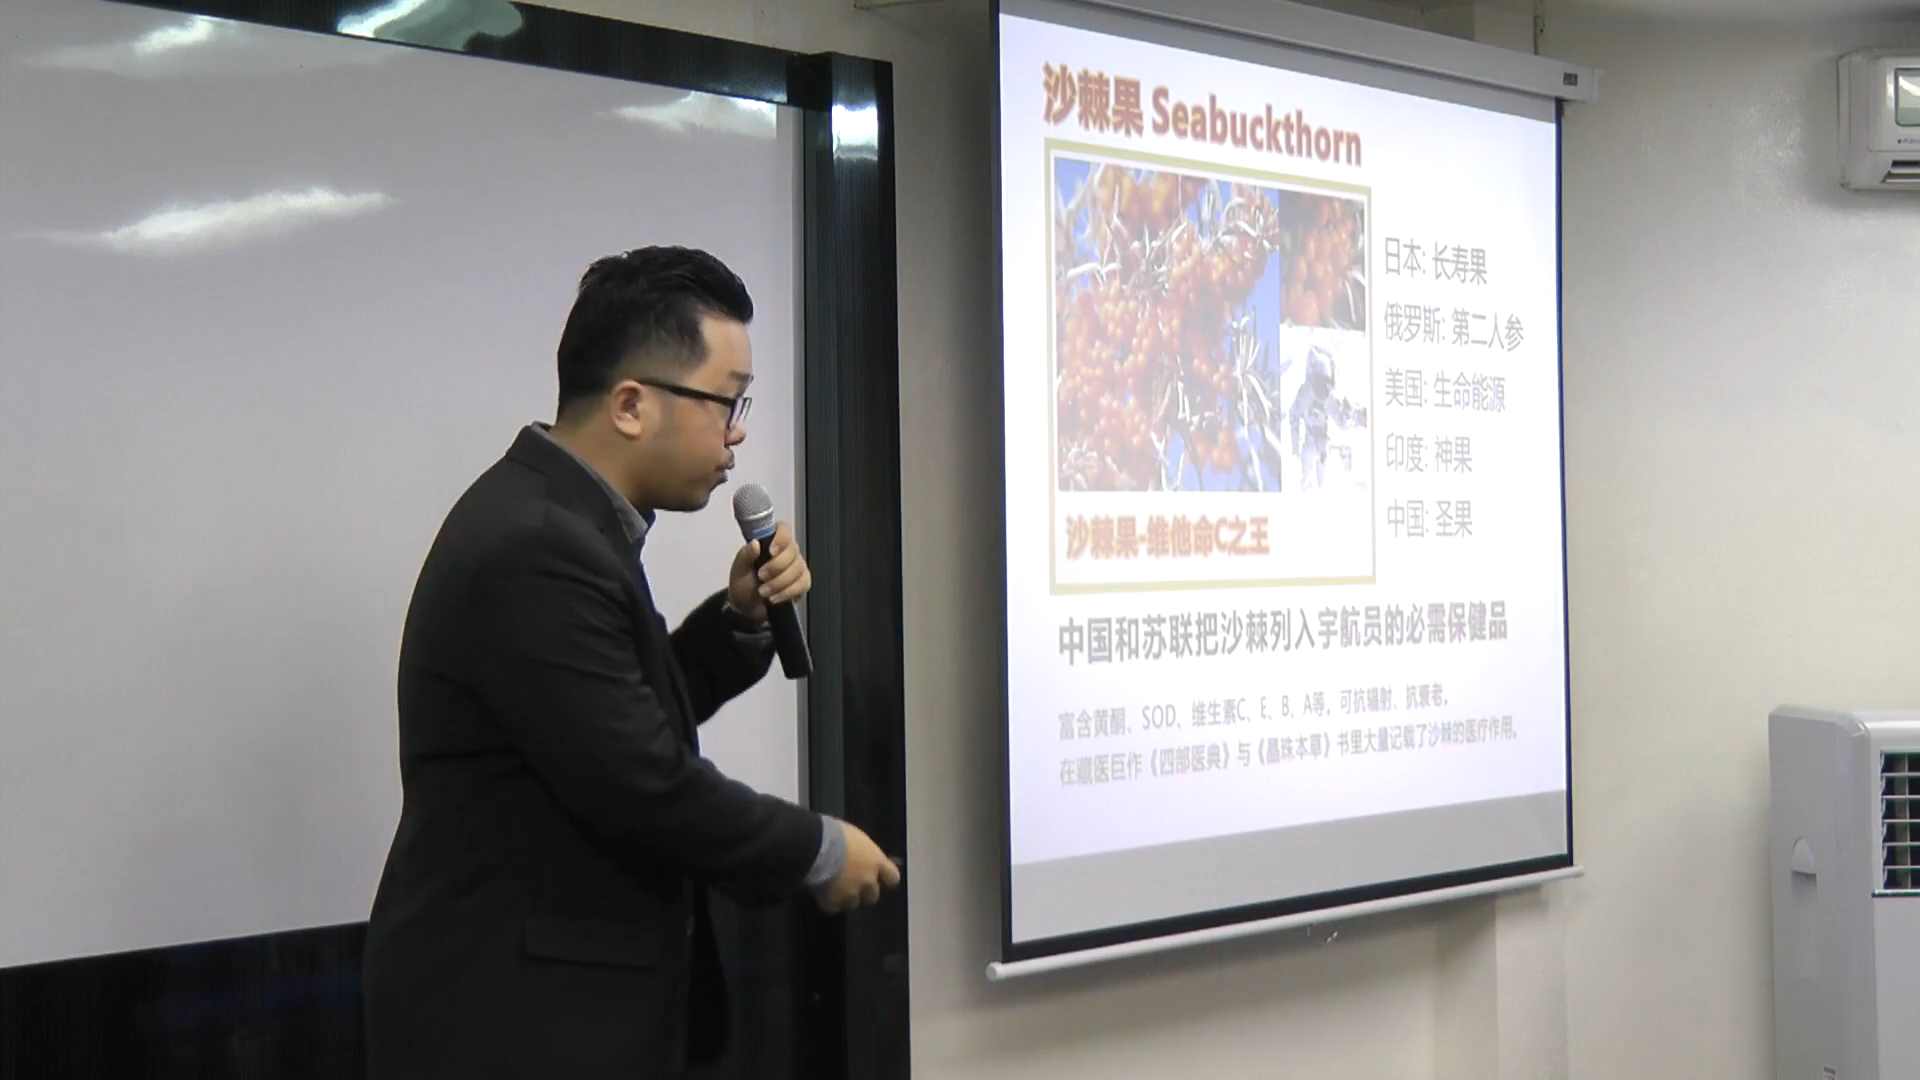 沙棘果 Seabuckthorn
日本: 长寿果
俄罗斯: 第二人参
美国: 生命能源
印度: 神果
中国: 圣果
沙棘果-维他命C之王
中国和苏联把沙棘列入宇航员的必需保健品
富含黄酮、SOD、维生素C、E、B、A等，可抗辐射、抗衰老。
在藏医巨作《四部医典》与《晶珠本草》书里大量记载了沙棘的医疗作用。